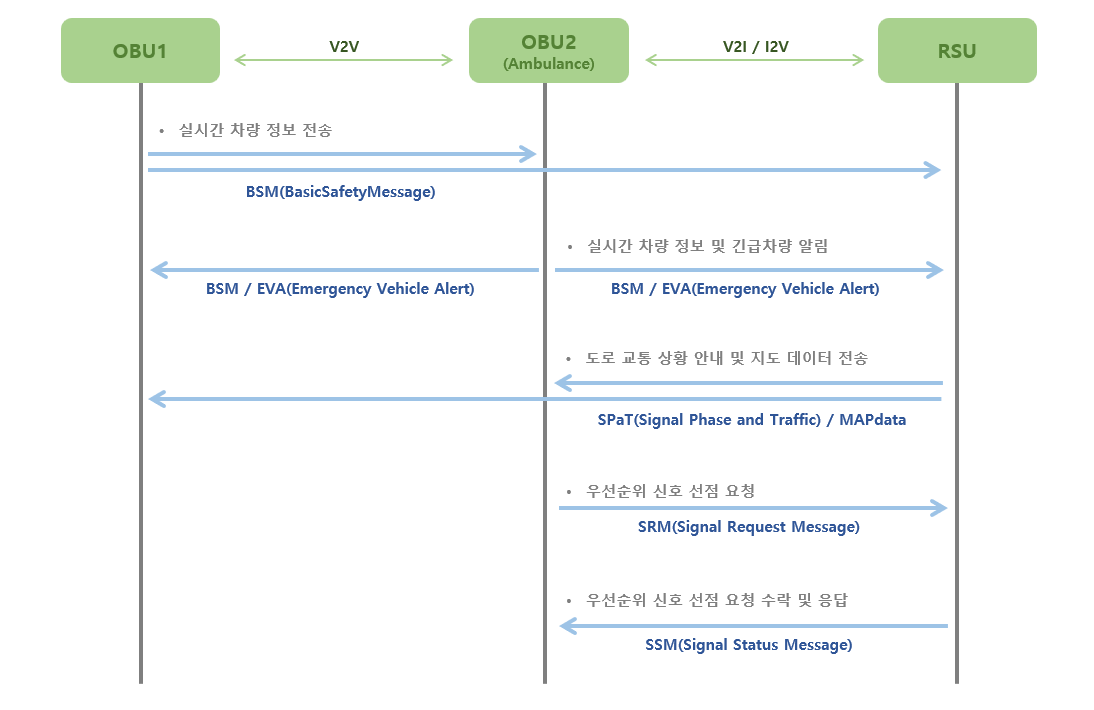 OBU1
V2V
OBU2
(Ambulance)
V2I / I2V
RSU
• 실시간 차량 정보 전송
BSM(BasicSafetyMessage)
• 실시간 차량 정보 및 긴급차량 알림
BSM / EVA(Emergency Vehicle Alert)
BSM / EVA(Emergency Vehicle Alert)
• 도로 교통 상황 안내 및 지도 데이터 전송
SPaT(Signal Phase and Traffic) / MAPdata
• 우선순위 신호 선점 요청
SRM(Signal Request Message)
• 우선순위 신호 선점 요청 수락 및 응답
SSM(Signal Status Message)